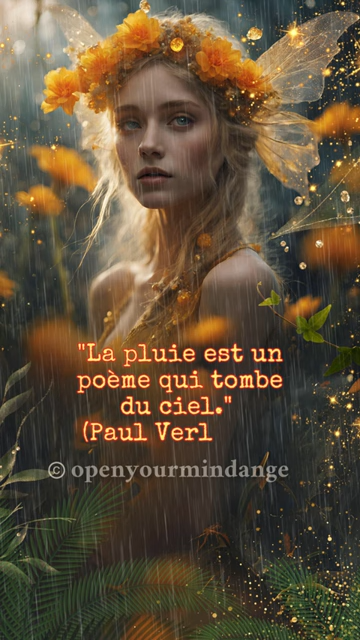 "La pluie est un
poème qui tombe
du ciel."
(Paul Verl
© openyourmindange